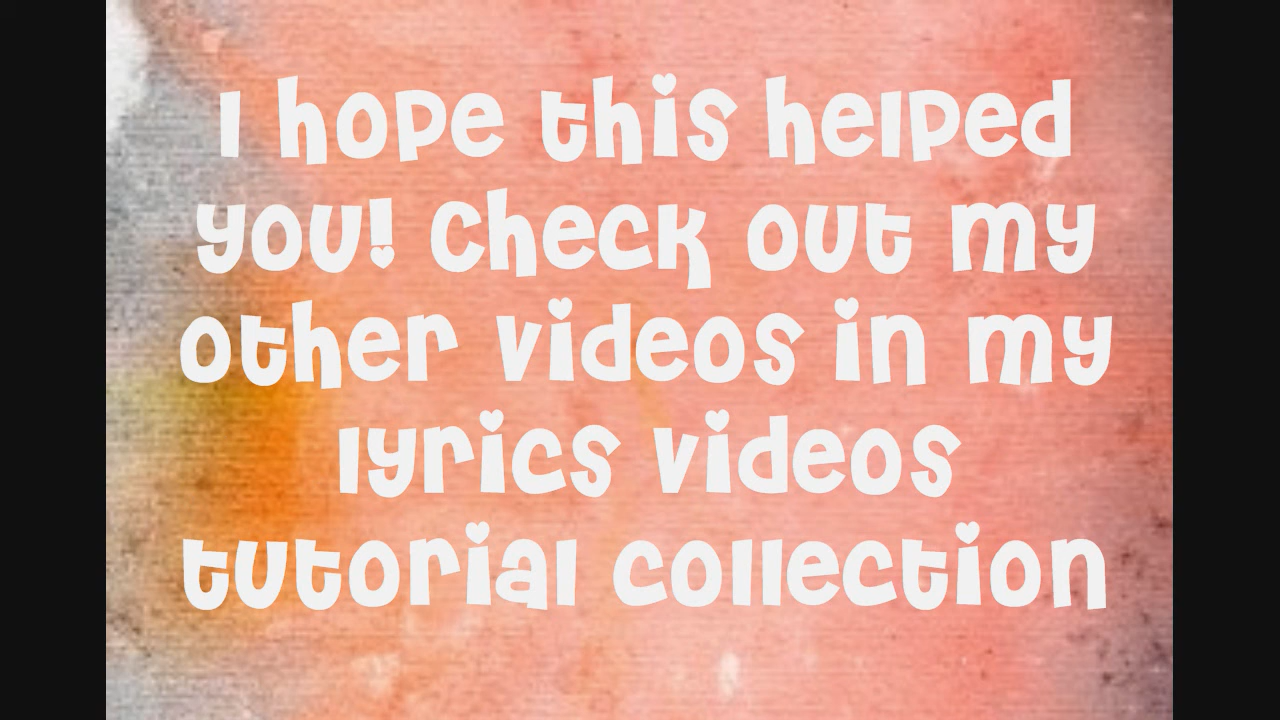 I hope this helped
you! Check out my
other videos in my
lyrics videos
tutorial collection